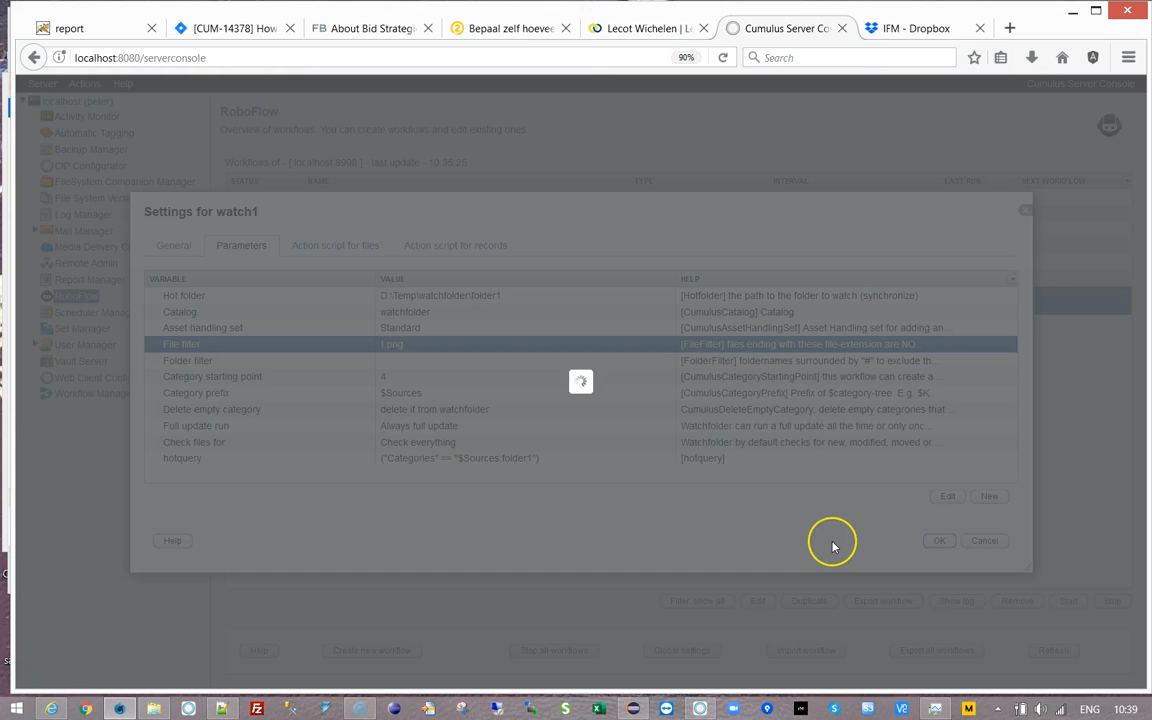 report
[CUM-14378] How
FB About Bid Strategi
Bepaal zelf hoevee
Lecot Wichelen | Le
Cumulus Server Co
IFM - Dropbox
localhost:8080/serverconsole
90%
Search
Server Actions Help
Cumulus Server Console
localhost (peter)
Activity Monitor
Automatic Tagging
Backup Manager
CIP Configurator
FileSystem Companion Manager
File System Versi
Log Manager
Mail Manager
Media Delivery C
Remote Admin
Report Manager
RoboFlow
Scheduler Manag
Set Manager
User Manager
Vault Server
Web Client Config
Workflow Manage
RoboFlow
Overview of workflows. You can create workflows and edit existing ones.
Workflows of - [ localhost:8998 ] - last update - 10:35:25
STATUS NAME TYPE INTERVAL LAST RUN NEXT WORKFLOW
Settings for watch1
General Parameters Action script for files Action script for records
VARIABLE VALUE HELP
Hot folder D:\Temp\watchfolder\folder1 [Hotfolder] the path to the folder to watch (synchronize)
Catalog watchfolder [CumulusCatalog] Catalog
Asset handling set Standard [CumulusAssetHandlingSet] Asset Handling set for adding an...
File filter !.png [FileFilter] files ending with these file-extension are NO...
Folder filter [FolderFilter] foldernames surrounded by "#" to exclude th...
Category starting point 4 [CumulusCategoryStartingPoint] this workflow can create a ...
Category prefix $Sources [CumulusCategoryPrefix] Prefix of $category-tree. E.g. $K...
Delete empty category delete if from watchfolder CumulusDeleteEmptyCategory: delete empty categrories that...
Full update run Always full update Watchfolder can run a full update all the time or only onc...
Check files for Check everything Watchfolder by default checks for new, modified, moved or ...
hotquery ("Categories" == "$Sources:folder1") [hotquery]
Edit New
Help OK Cancel
Filter: show all Edit Duplicate Export workflow Show log Remove Start Stop
Help Create new workflow Stop all workflows Global settings Import workflow Export all workflows Refresh
ENG 10:39